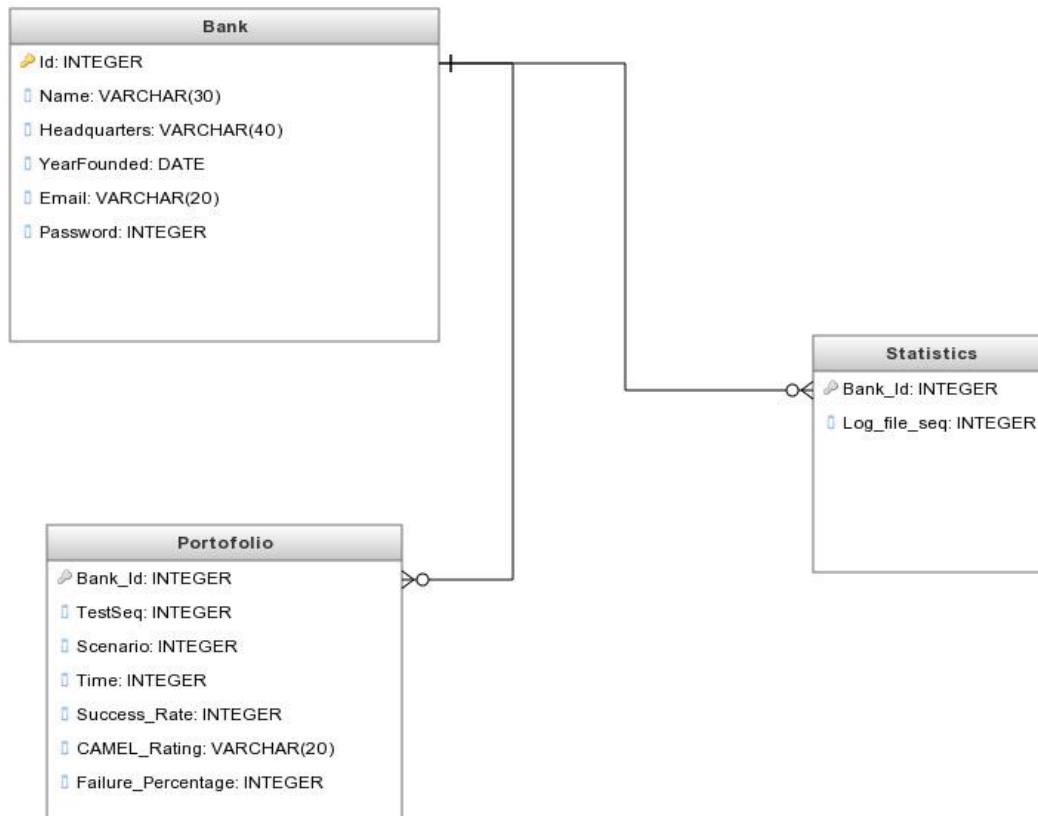 Bank
Id: INTEGER
Name: VARCHAR(30)
Headquarters: VARCHAR(40)
YearFounded: DATE
Email: VARCHAR(20)
Password: INTEGER
Statistics
Bank_Id: INTEGER
Log_file_seq: INTEGER
Portofolio
Bank_Id: INTEGER
TestSeq: INTEGER
Scenario: INTEGER
Time: INTEGER
Success_Rate: INTEGER
CAMEL_Rating: VARCHAR(20)
Failure_Percentage: INTEGER